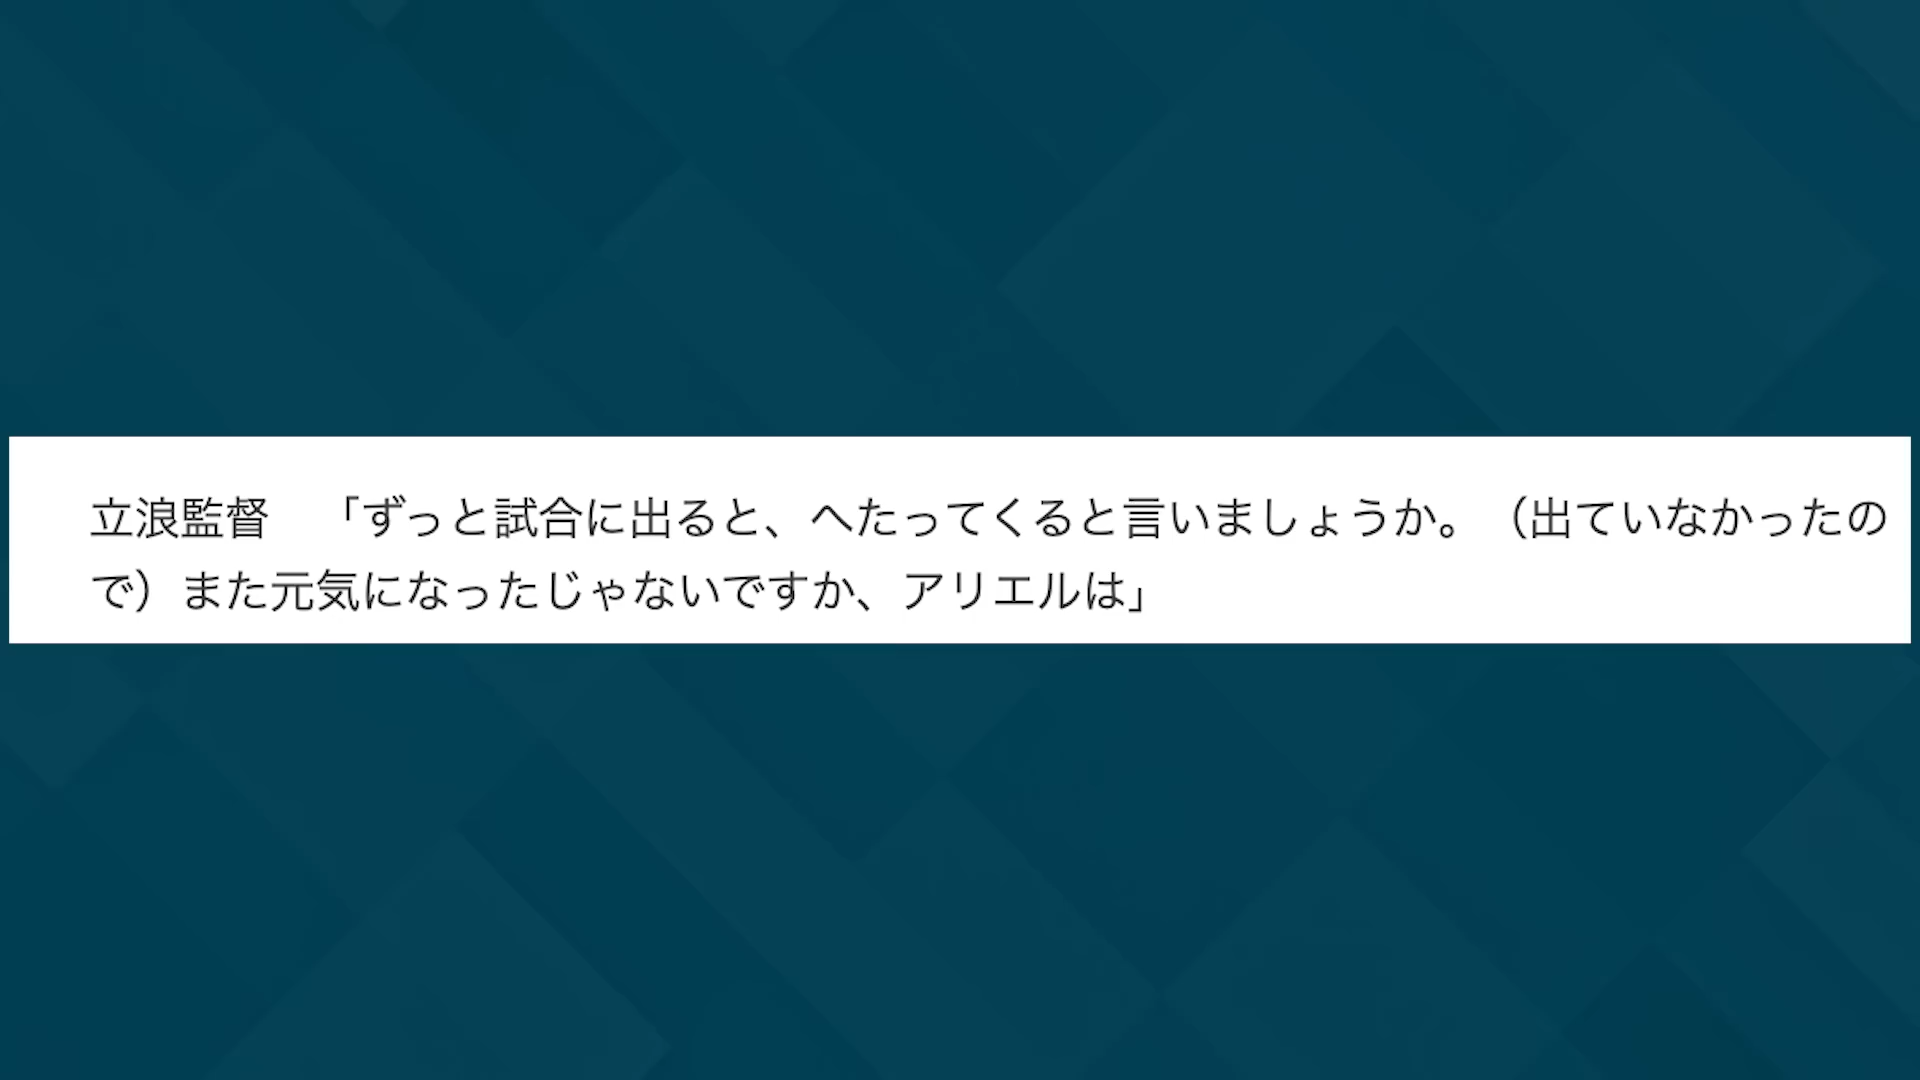 立浪監督　「ずっと試合に出ると、へたってくると言いましょうか。（出ていなかったの
で）また元気になったじゃないですか、アリエルは」